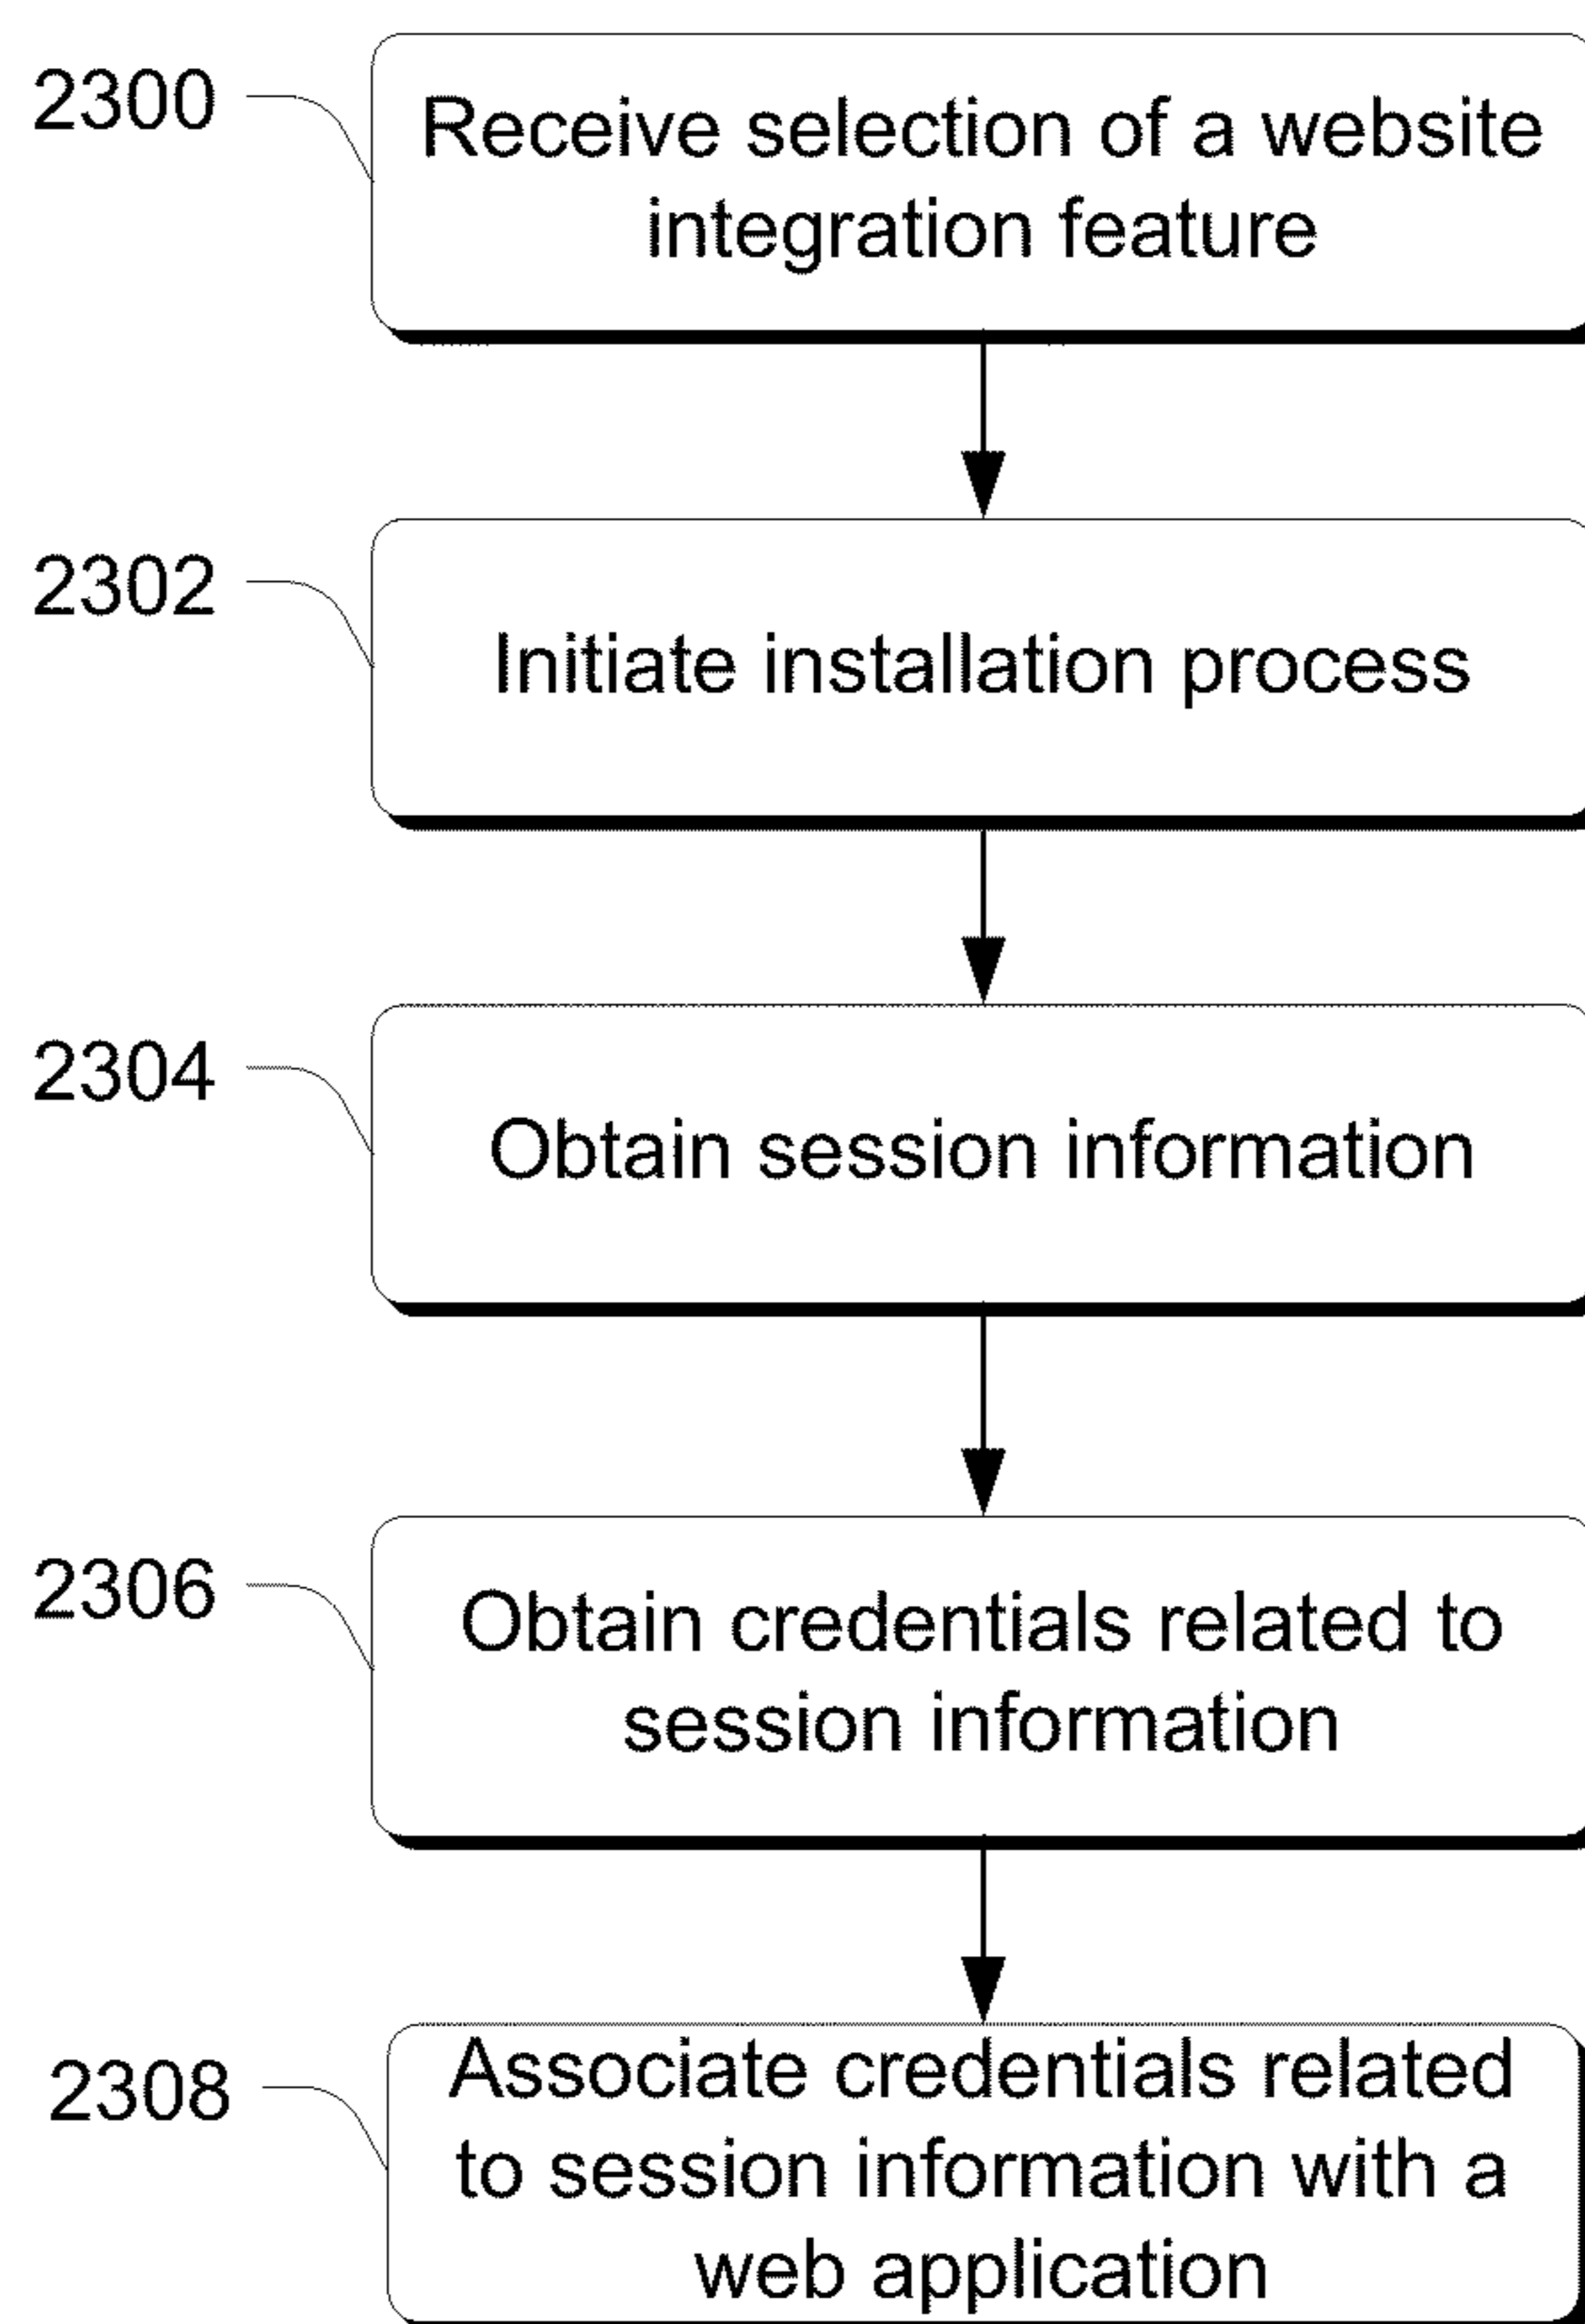 2300
Receive selection of a website
integration feature
2302
Initiate installation process
2304
Obtain session information
2306
Obtain credentials related to
session information
2308
Associate credentials related
to session information with a
web application